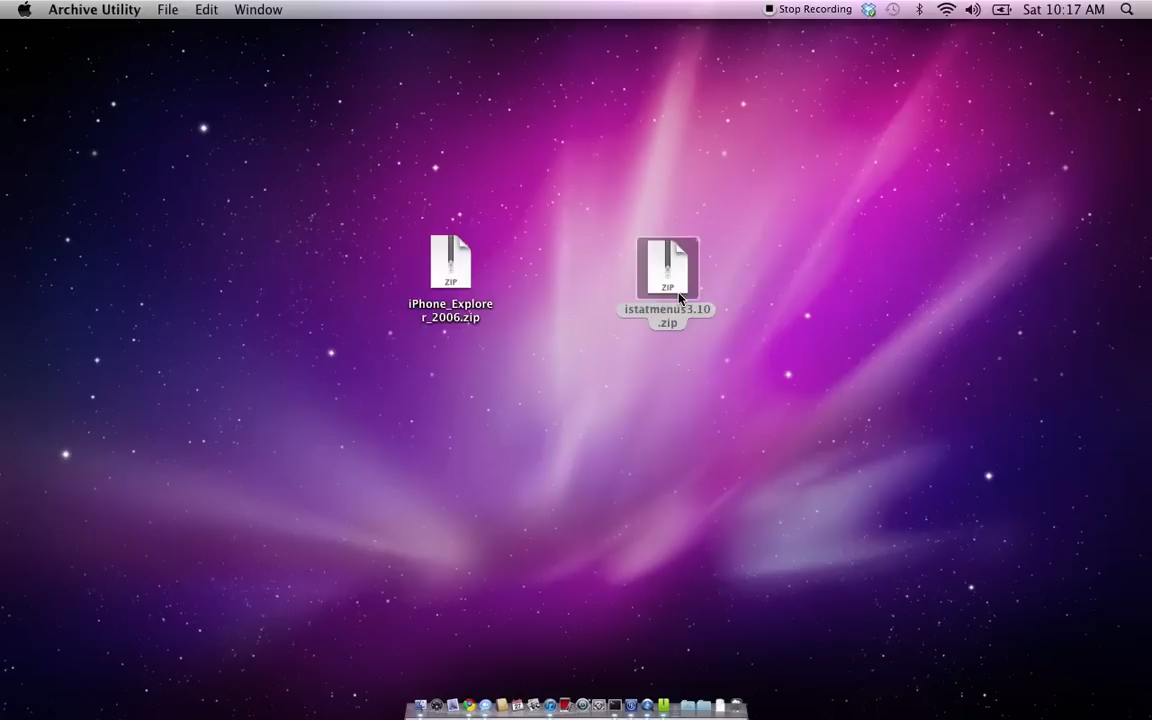 Archive Utility File Edit Window Stop Recording Sat 10:17 AM
ZIP
iPhone_Explore
r_2006.zip
ZIP
istatmenus3.10
.zip